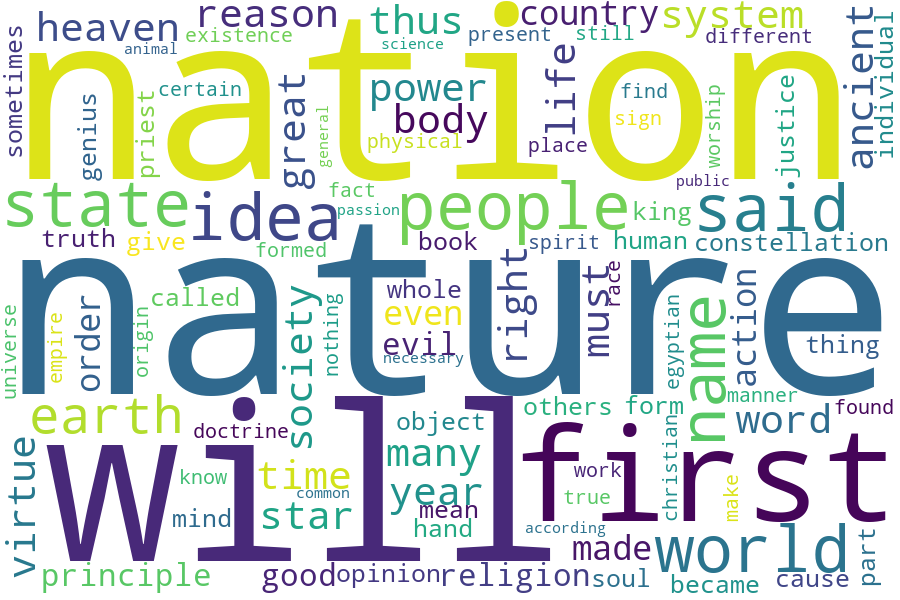 nation
heaven
reason
thus
country
system
existence
animal
science
present
still
different
sometimes
genius
priest
certain
great
general
power
body
physical
life
place
find
sign
worship
justice
ancient
individual
public
state
idea
fact
passion
people
king
said
truth
give
formed
book
spirit
human
constellation
nature
universe
empire
order
origin
called
society
nothing
whole
even
evil
necessary
right
must
race
egyptian
name
action
thing
manner
earth
doctrine
object
many
others
form
word
found
will
first
virtue
know
time
common
star
mind
year
mean
hand
work
true
according
christian
make
made
world
part
principle
good
opinion
religion
soul
became
cause